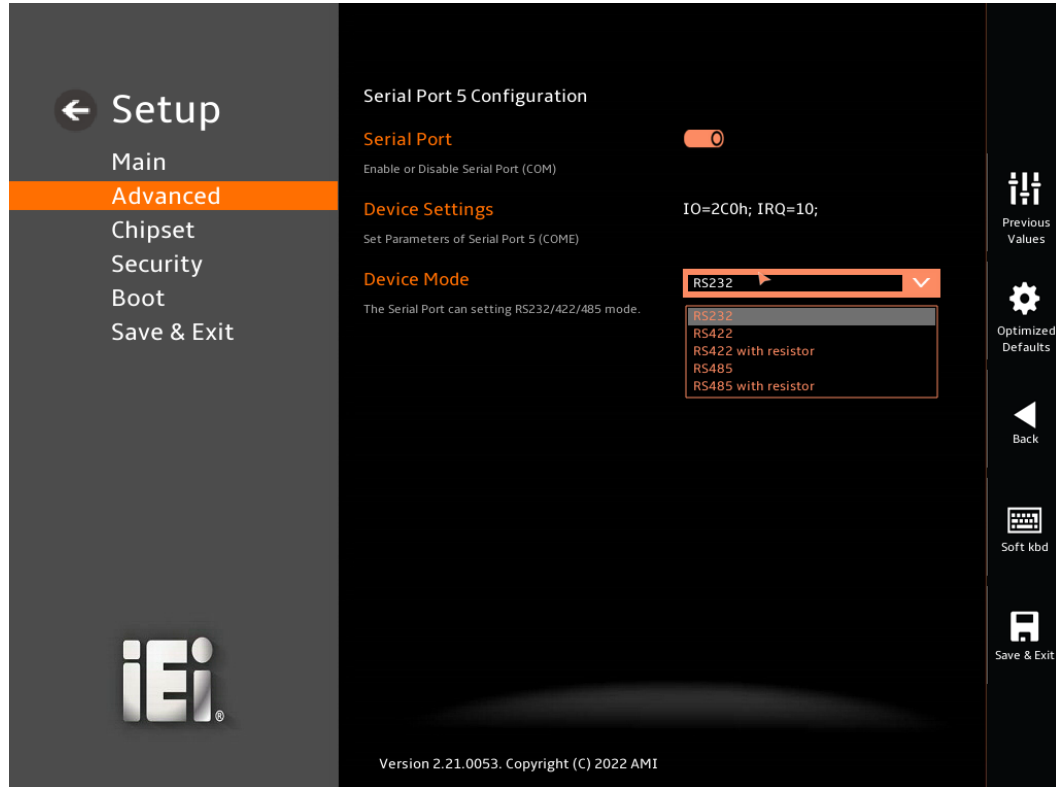 Setup
Main
Advanced
Chipset
Security
Boot
Save & Exit
iEi®
Serial Port 5 Configuration
Serial Port
Enable or Disable Serial Port (COM)
Device Settings
IO=2C0h; IRQ=10;
Set Parameters of Serial Port 5 (COME)
Device Mode
RS232
The Serial Port can setting RS232/422/485 mode.
RS232
RS422
RS422 with resistor
RS485
RS485 with resistor
Version 2.21.0053. Copyright (C) 2022 AMI
Previous
Values
Optimized
Defaults
Back
Soft kbd
Save & Exit